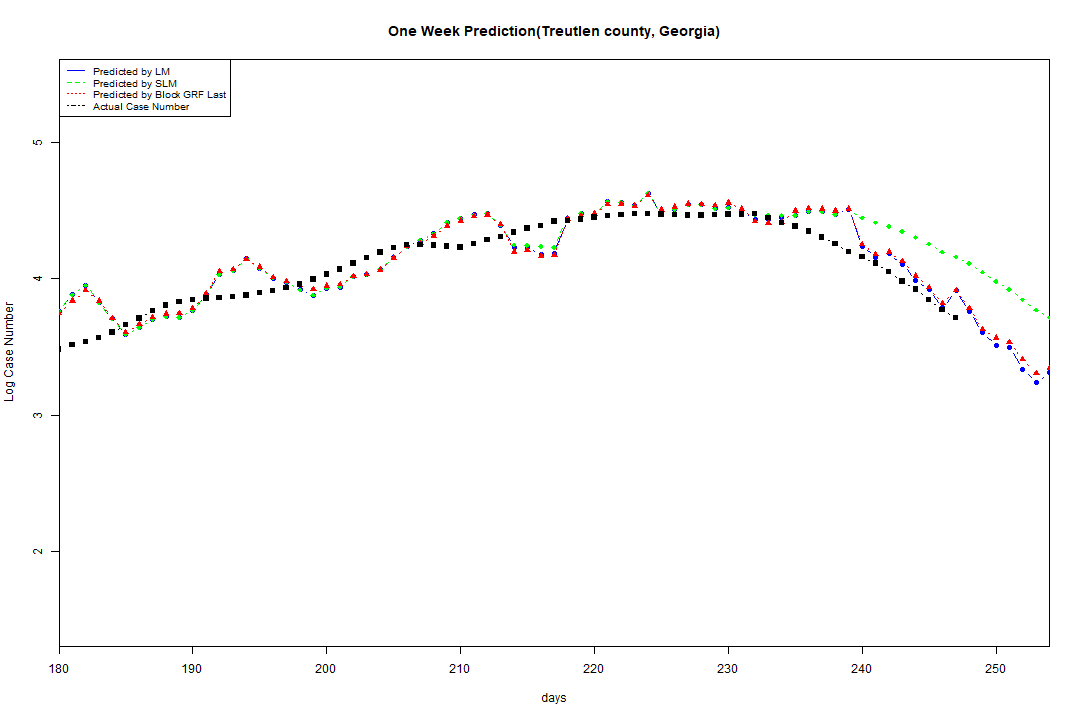 One Week Prediction(Treutlen county, Georgia)
Predicted by LM
Predicted by SLM
Predicted by Block GRF Last
Actual Case Number
5
4
3
2
Log Case Number
180 190 200 210 220 230 240 250
days